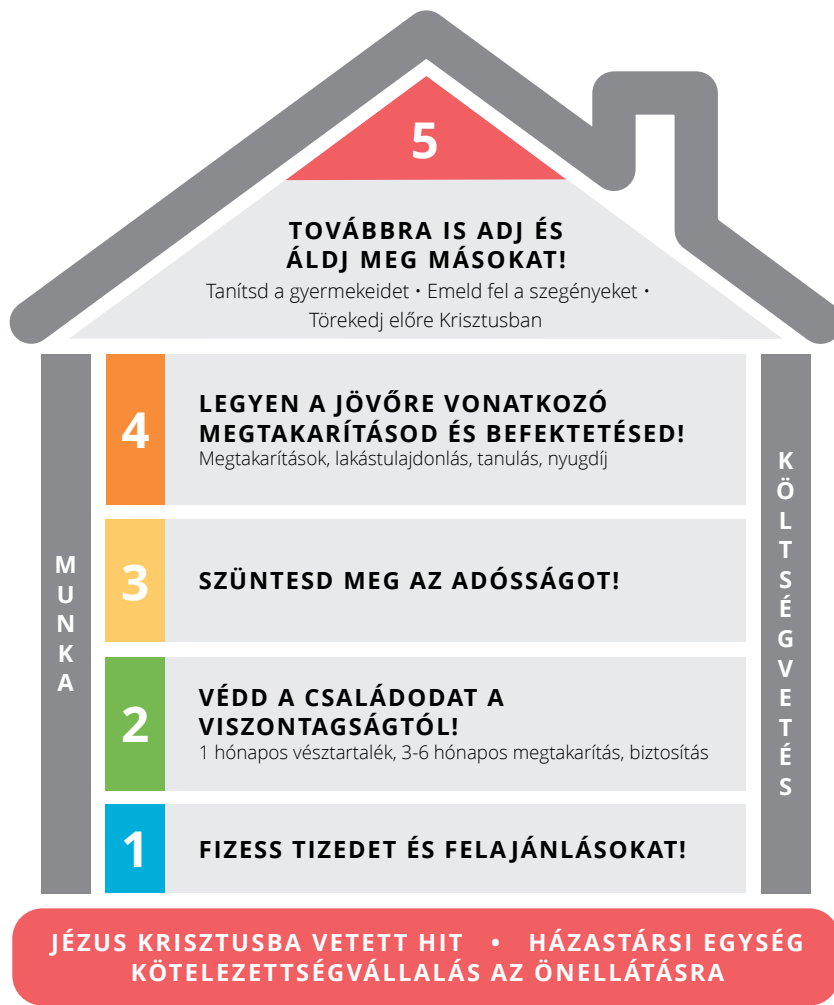 5
TOVÁBBRA IS ADJ ÉS
ÁLDJ MEG MÁSOKAT!
Tanítsd a gyermekeidet • Emeld fel a szegényeket •
Törekedj előre Krisztusban
4
LEGYEN A JÖVŐRE VONATKOZÓ
MEGTAKARÍTÁSOD ÉS BEFEKTETÉSED!
Megtakarítások, lakástulajdonlás, tanulás, nyugdíj
3
SZÜNTESD MEG AZ ADÓSSÁGOT!
2
VÉDD A CSALÁDODAT A
VISZONTAGSÁGTÓL!
1 hónapos vésztartalék, 3-6 hónapos megtakarítás, biztosítás
1
FIZESS TIZEDET ÉS FELAJÁNLÁSOKAT!
MUNKA
KÖLTSÉGVETÉS
JÉZUS KRISZTUSBA VETETT HIT • HÁZASTÁRSI EGYSÉG
KÖTELEZETTSÉGVÁLLALÁS AZ ÖNELLÁTÁSRA